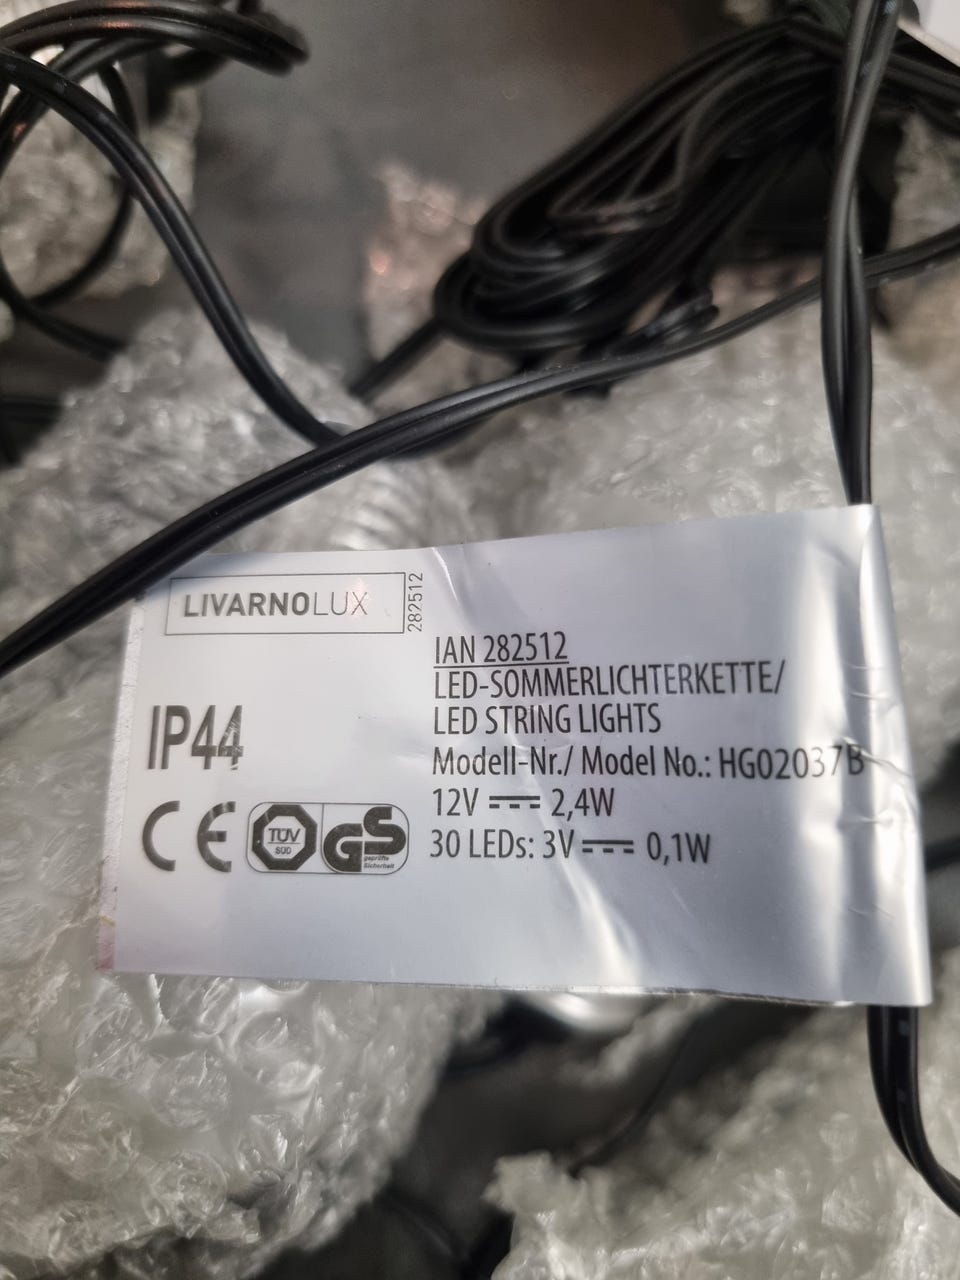 LIVARNOLUX
282512
IAN 282512
LED-SOMMERLICHTERKETTE/
LED STRING LIGHTS
Modell-Nr./ Model No.: HG02037B
12V ⎓ 2,4W
30 LEDs: 3V ⎓ 0,1W
IP44
CE
TÜV
SÜD
GS
geprüfte
Sicherheit